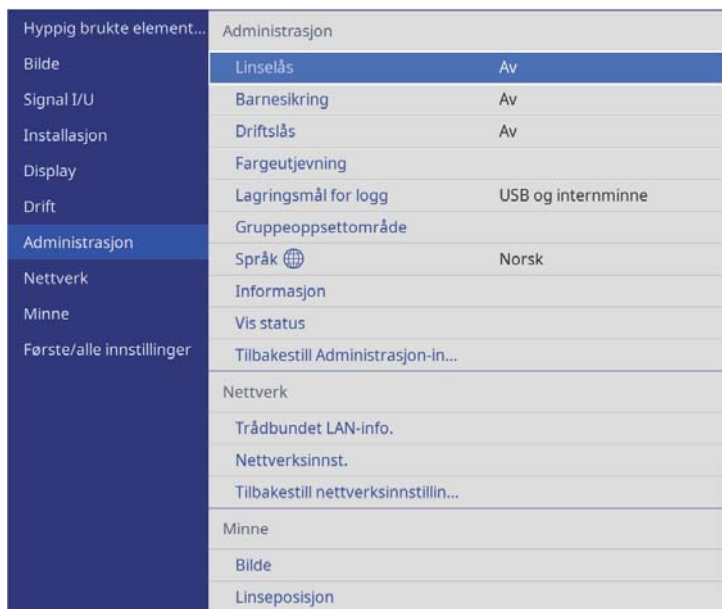 Hyppig brukte element...
Bilde
Signal I/U
Installasjon
Display
Drift
Administrasjon
Nettverk
Minne
Første/alle innstillinger
Administrasjon
Linselås Av
Barnesikring Av
Driftslås Av
Fargeutjevning
Lagringsmål for logg USB og internminne
Gruppeoppsettområde
Språk Norsk
Informasjon
Vis status
Tilbakestill Administrasjon-in...
Nettverk
Trådbundet LAN-info.
Nettverksinnst.
Tilbakestill nettverksinnstillin...
Minne
Bilde
Linseposisjon